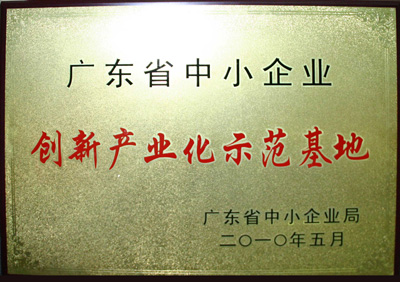 广东省中小企业
创新产业化示范基地
广东省中小企业局
二〇一〇年五月